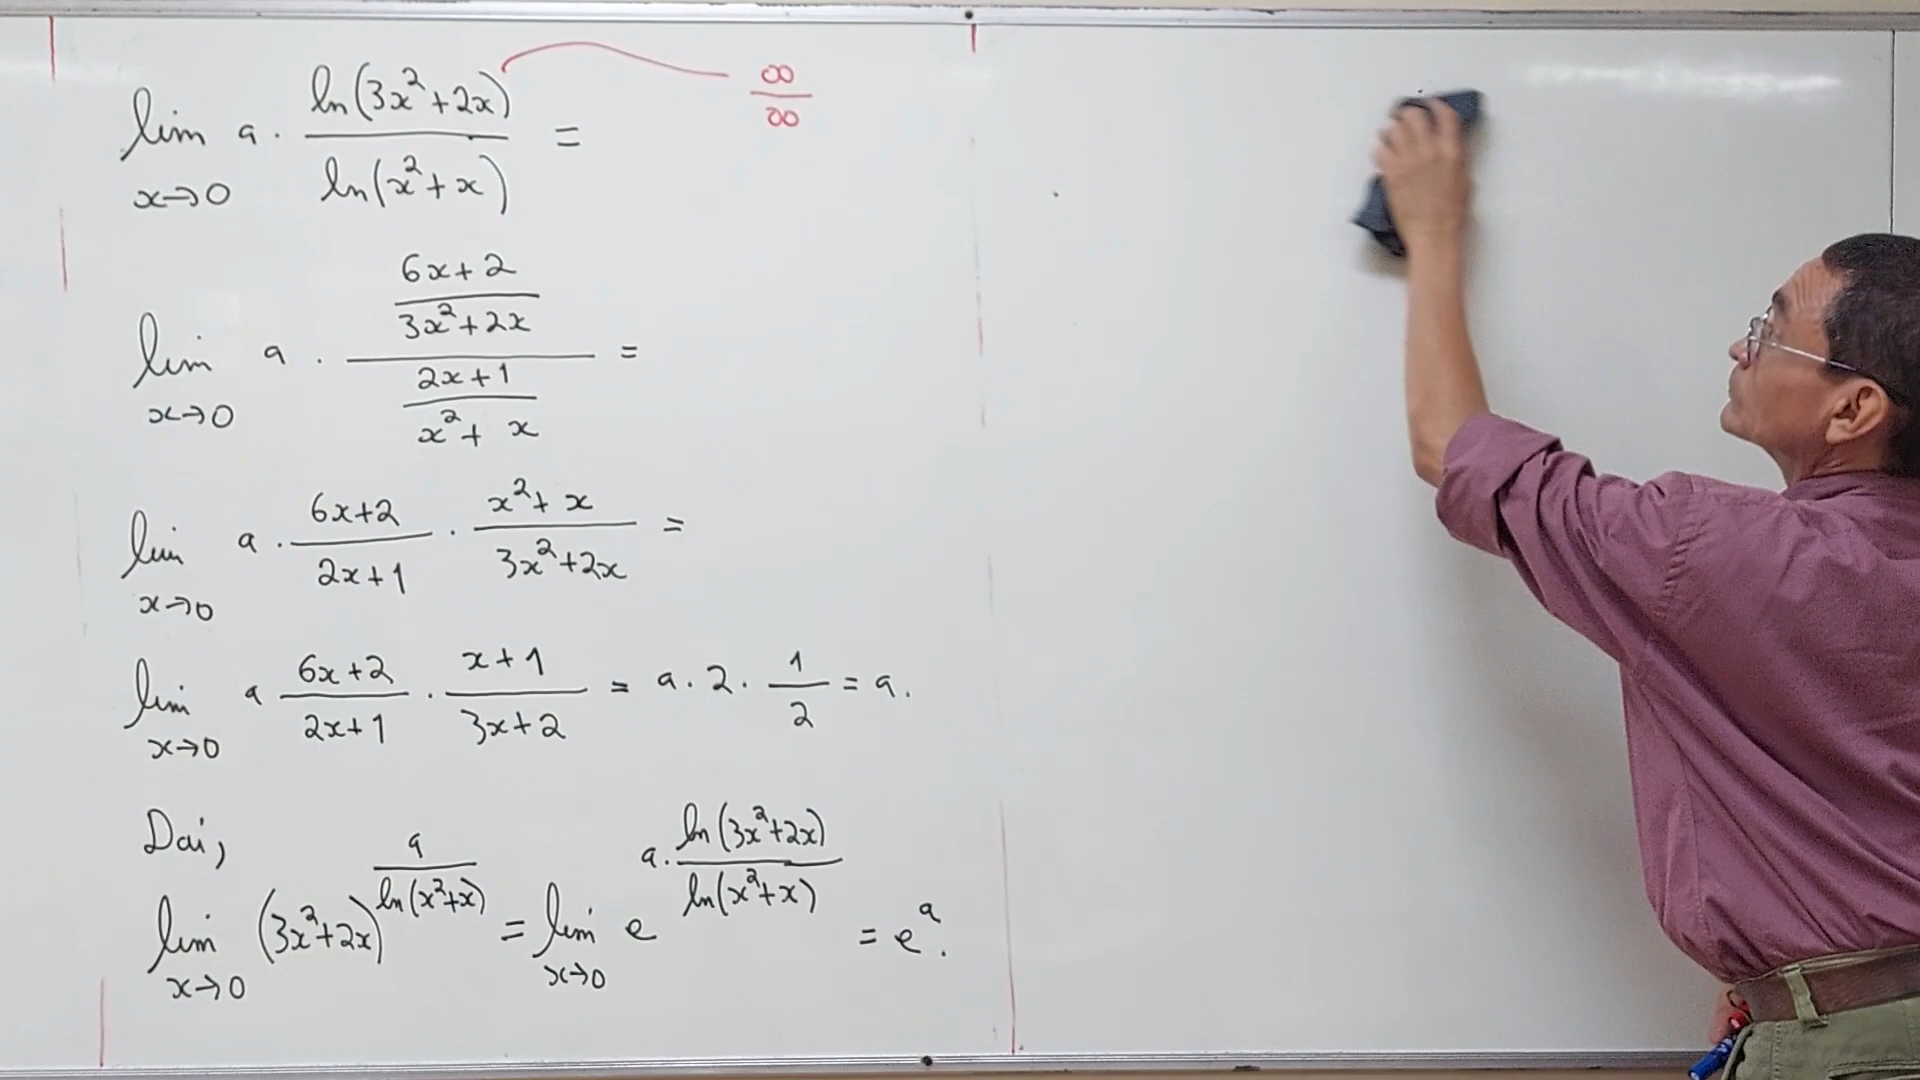 lim x→0 a · ln(3x²+2x) / ln(x²+x) = ∞/∞
lim x→0 a · ((6x+2)/(3x²+2x)) / ((2x+1)/(x²+x)) =
lim x→0 a · (6x+2)/(2x+1) · (x²+x)/(3x²+2x) =
lim x→0 a (6x+2)/(2x+1) · (x+1)/(3x+2) = a · 2 · 1/2 = a.
Daí,
lim x→0 (3x²+2x)^(a/ln(x²+x)) = lim x→0 e^(a · ln(3x²+2x)/ln(x²+x)) = e^a.